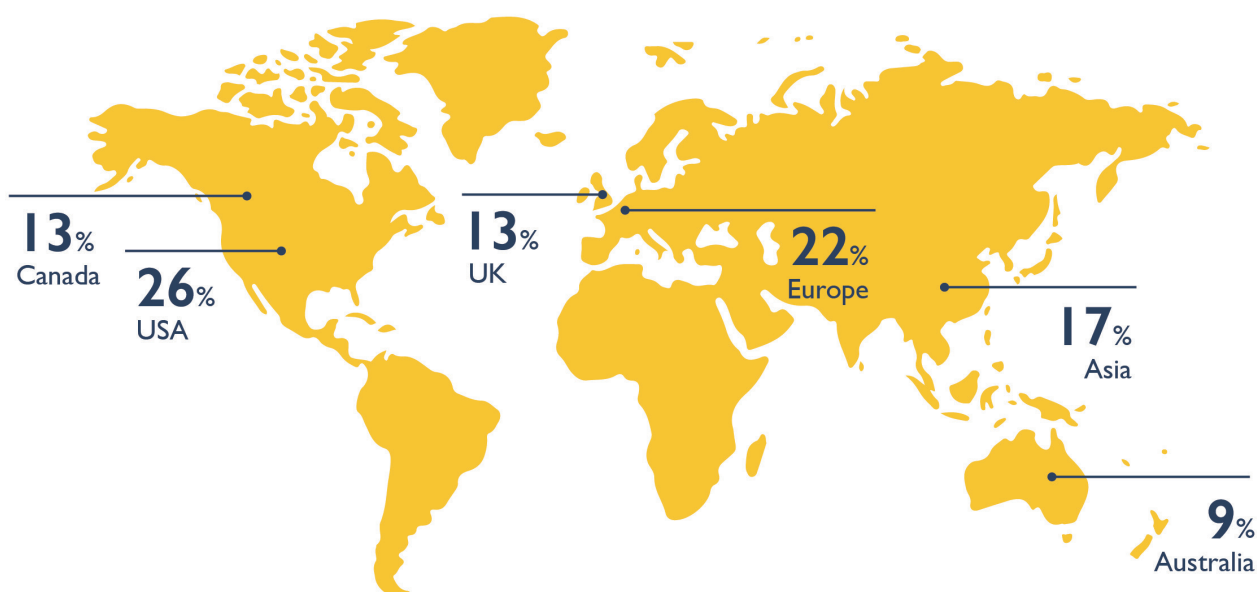 13%
Canada
26%
USA
13%
UK
22%
Europe
17%
Asia
9%
Australia